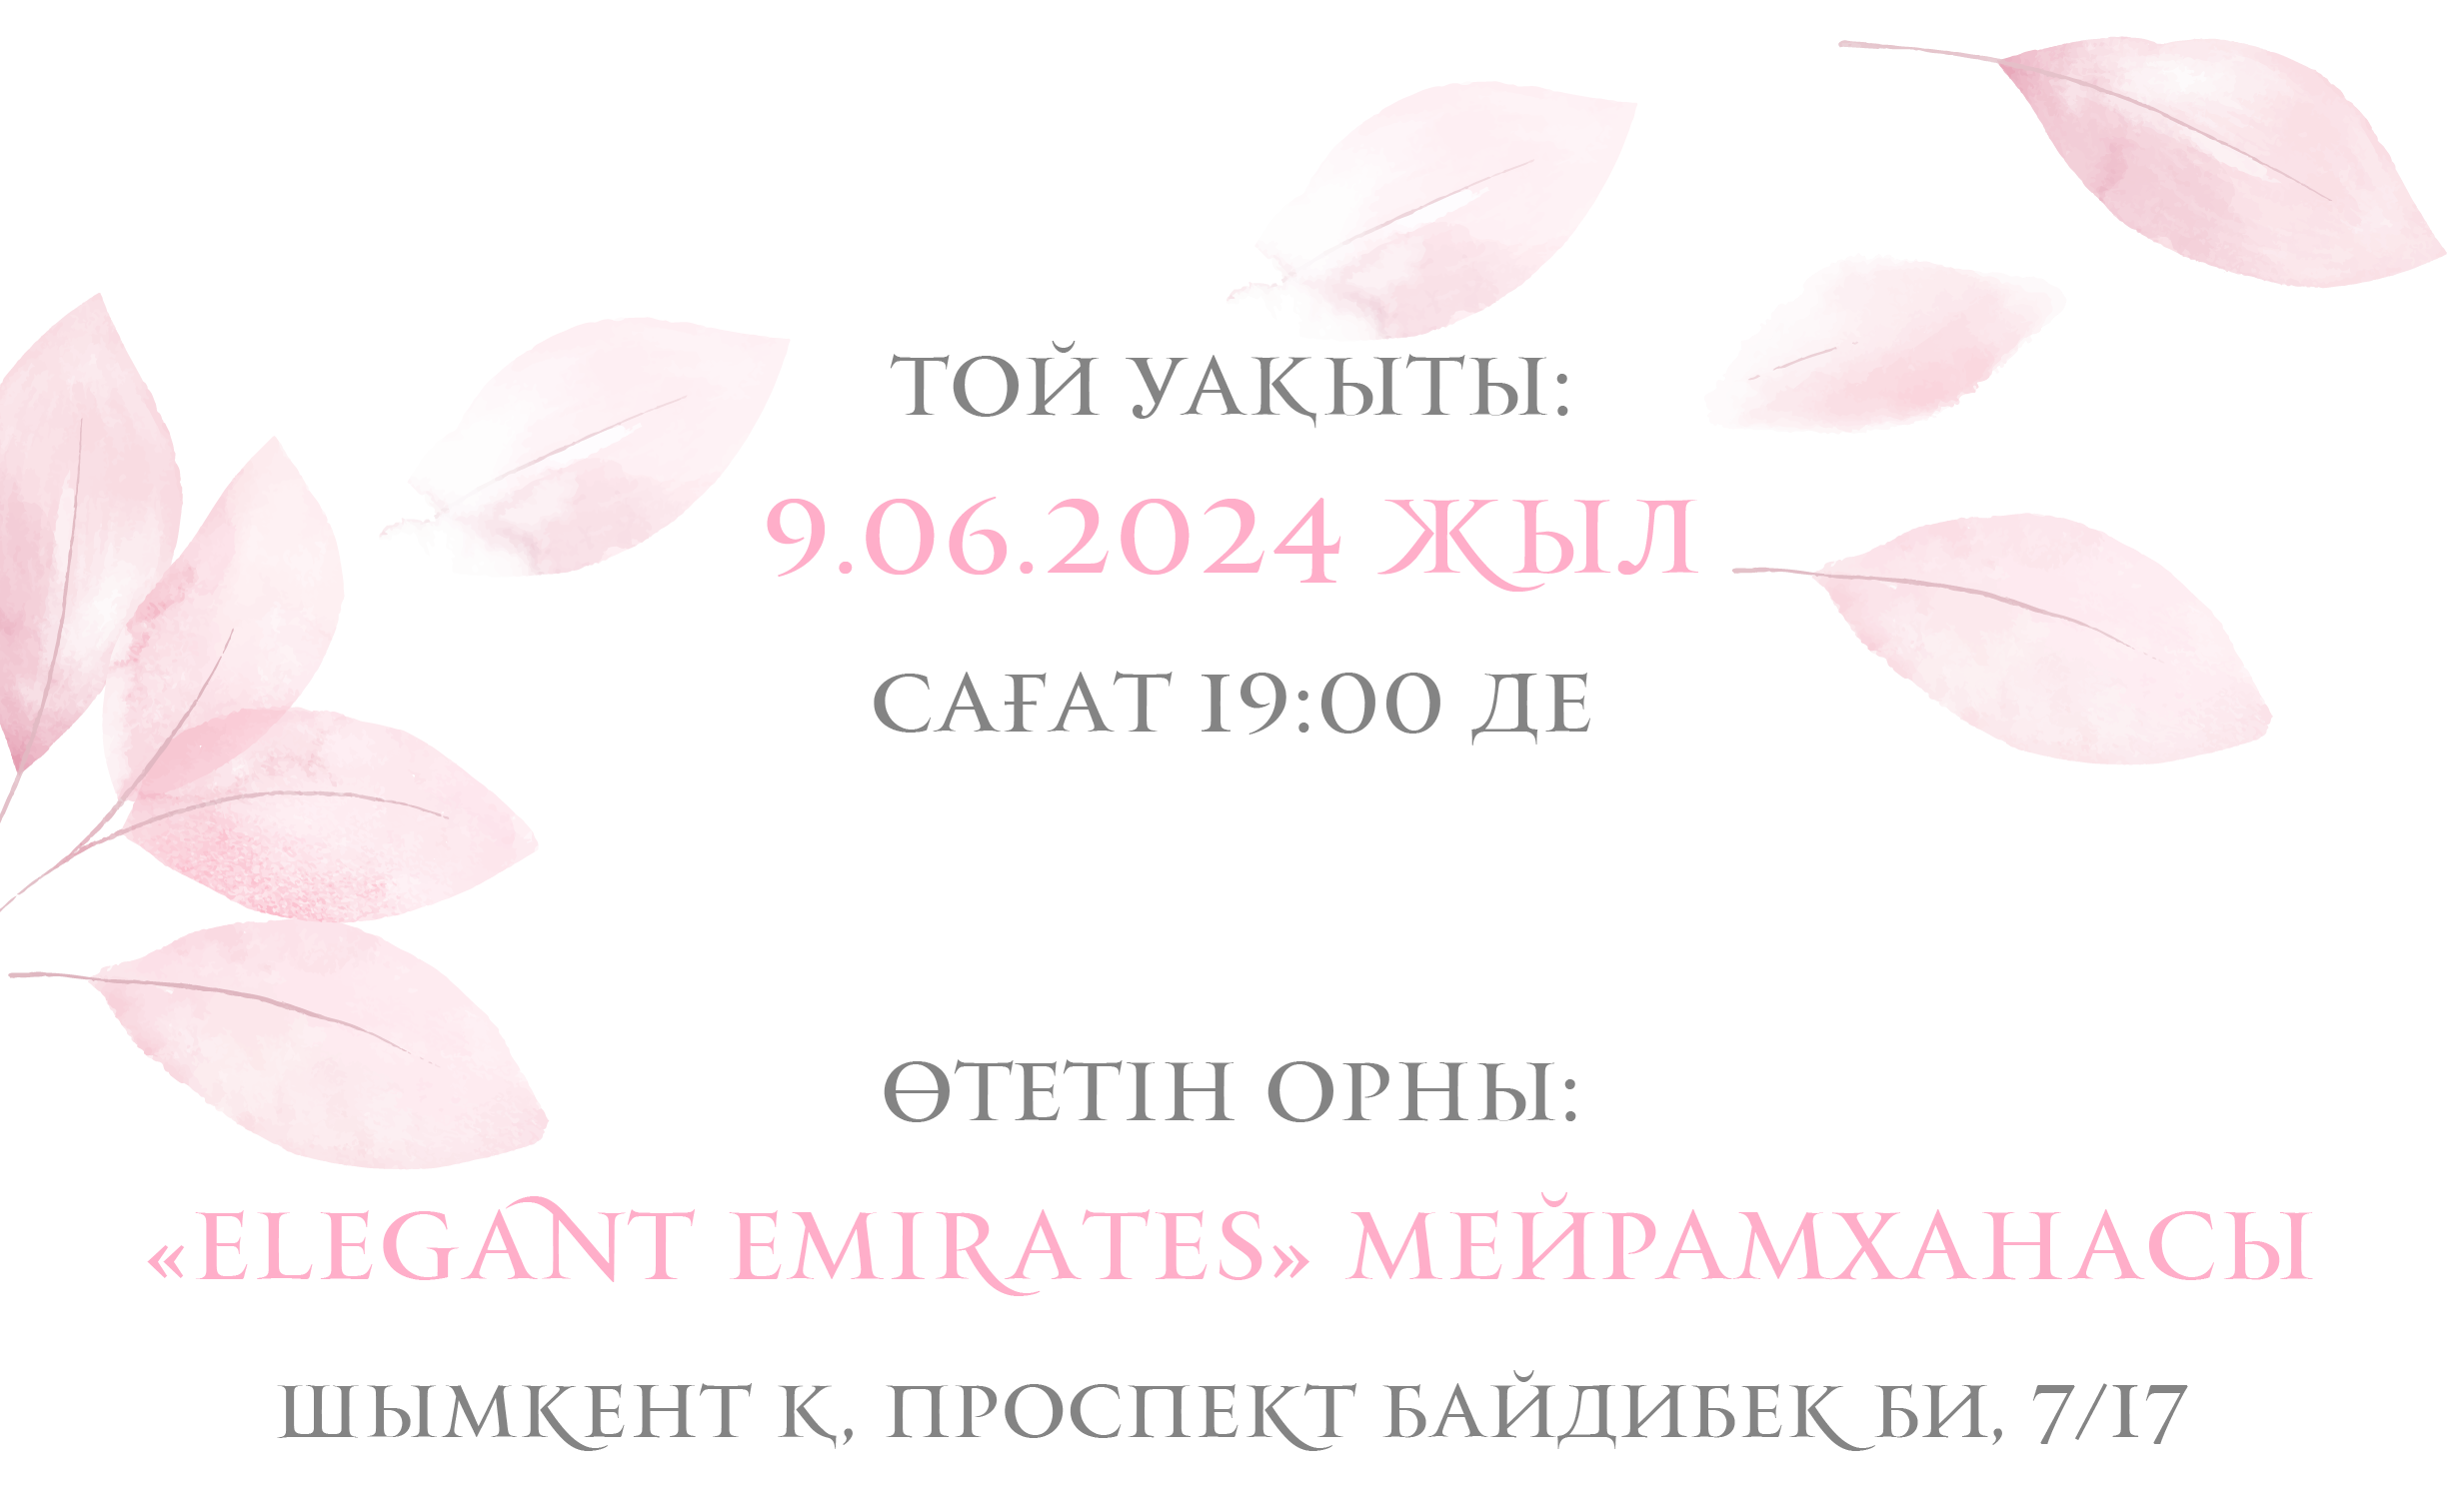 ТОЙ УАҚЫТЫ:
9.06.2024 ЖЫЛ
САҒАТ 19:00 ДЕ
ӨТЕТІН ОРНЫ:
«ELEGANT EMIRATES» МЕЙРАМХАНАСЫ
ШЫМКЕНТ Қ, ПРОСПЕКТ БАЙДИБЕК БИ, 7/17